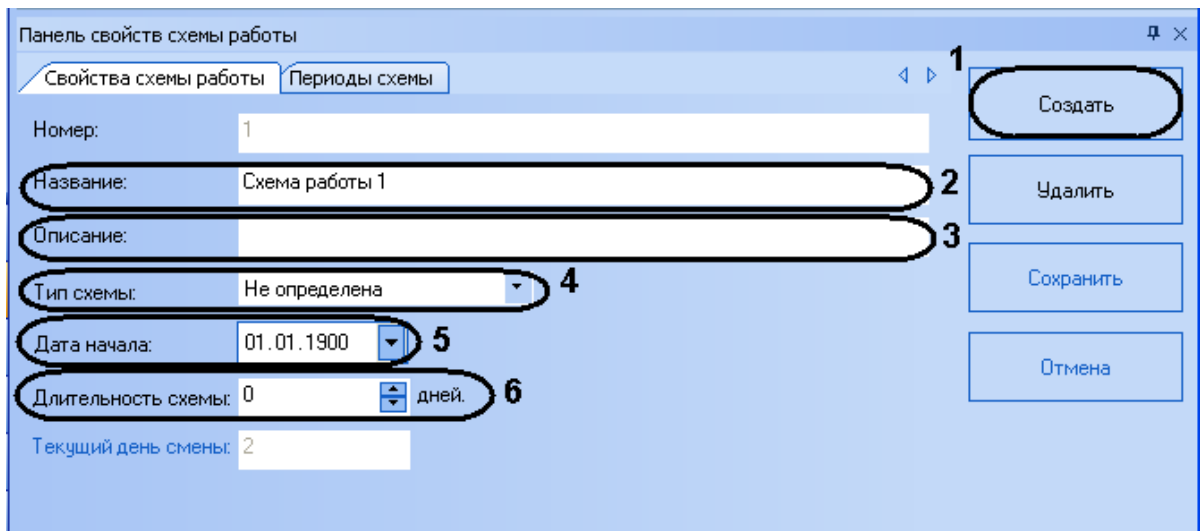 Панель свойств схемы работы
Свойства схемы работы Периоды схемы
1
Создать
Номер: 1
Название: Схема работы 1
2
Удалить
Описание:
3
Тип схемы: Не определена
4
Сохранить
Дата начала: 01.01.1900
5
Отмена
Длительность схемы: 0 дней.
6
Текущий день смены: 2